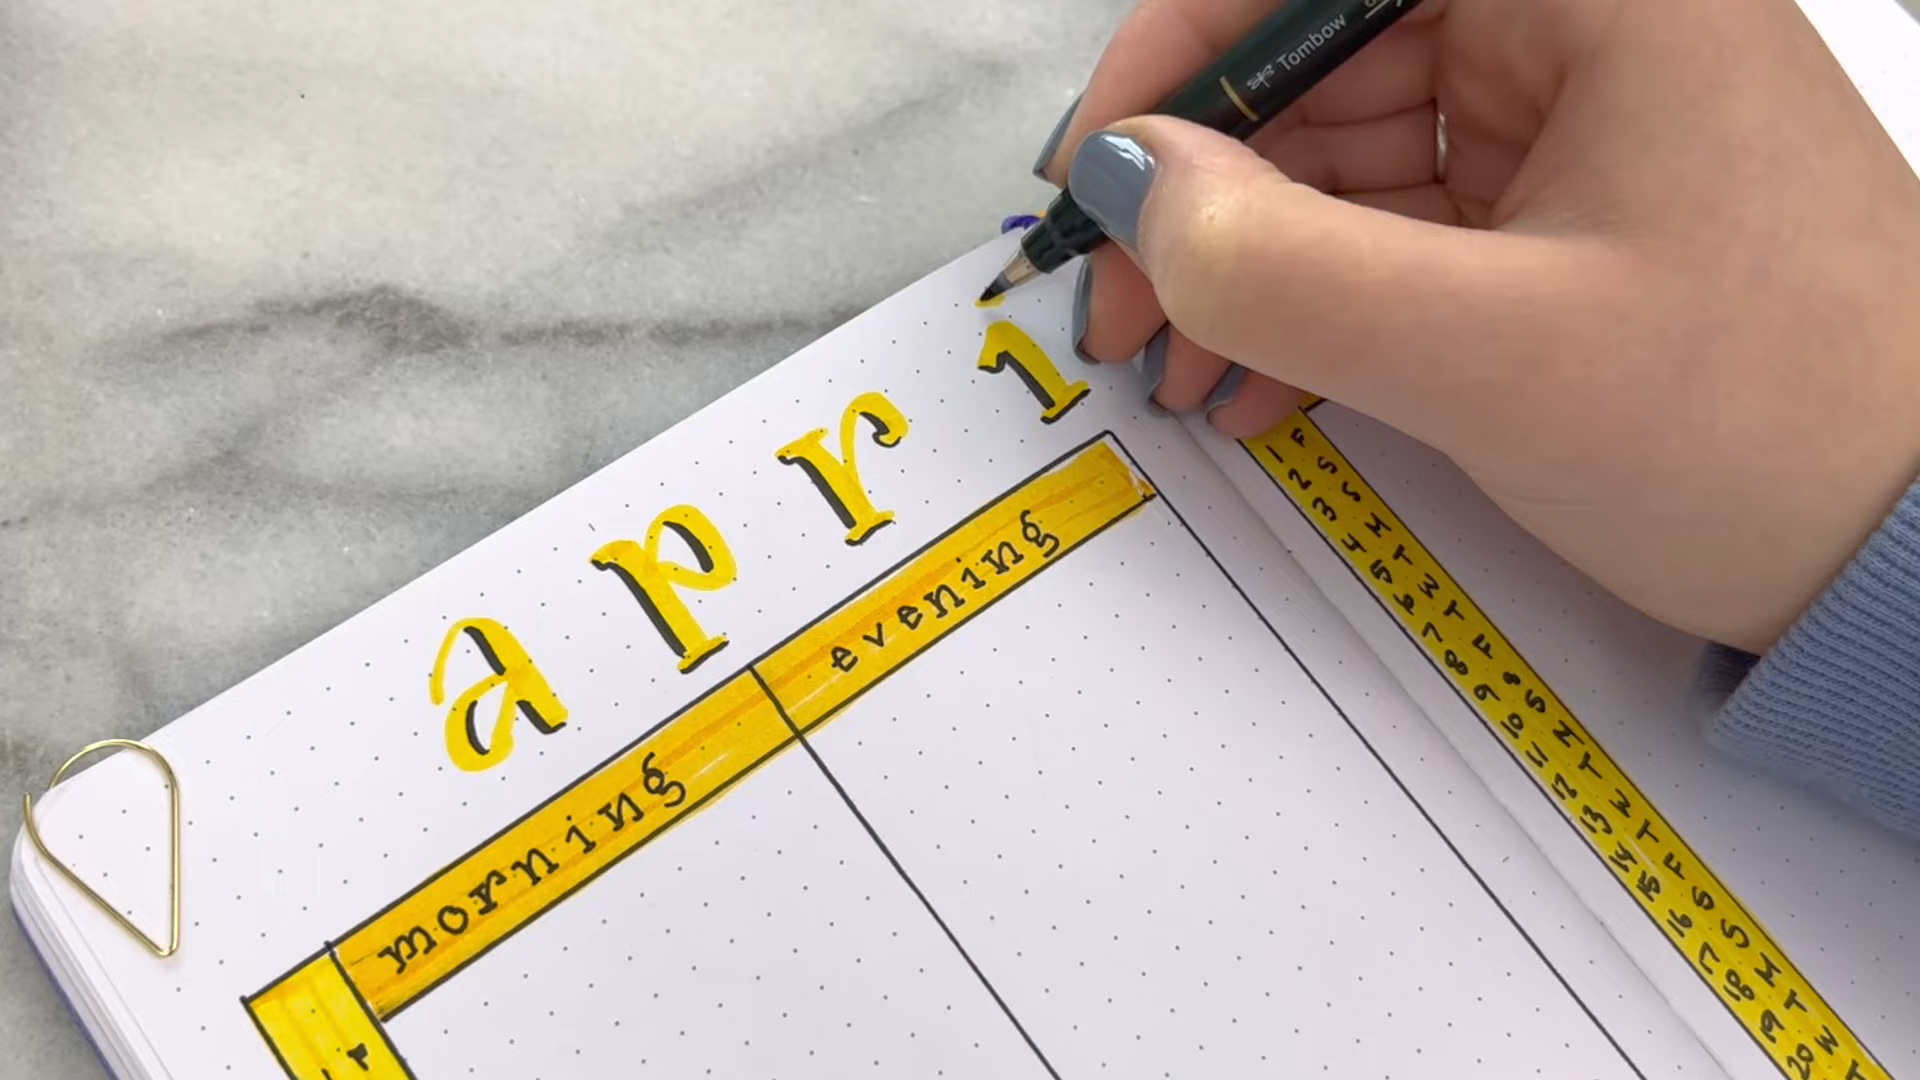 Tombow
apri
morning evening
1 F
2 S
3 S
4 M
5 T
6 W
7 T
8 F
9 S
10 S
11 M
12 T
13 W
14 T
15 F
16 S
17 S
18 M
19 T
20 W
T